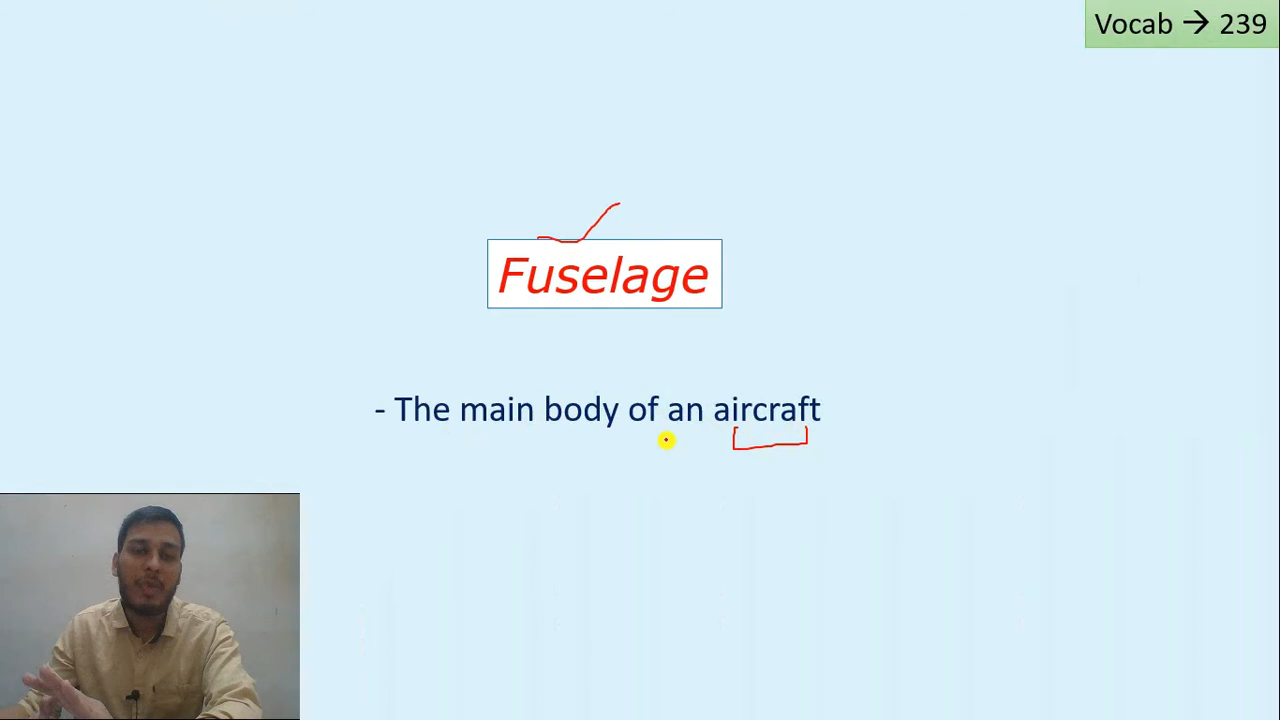 Vocab → 239
Fuselage
- The main body of an aircraft